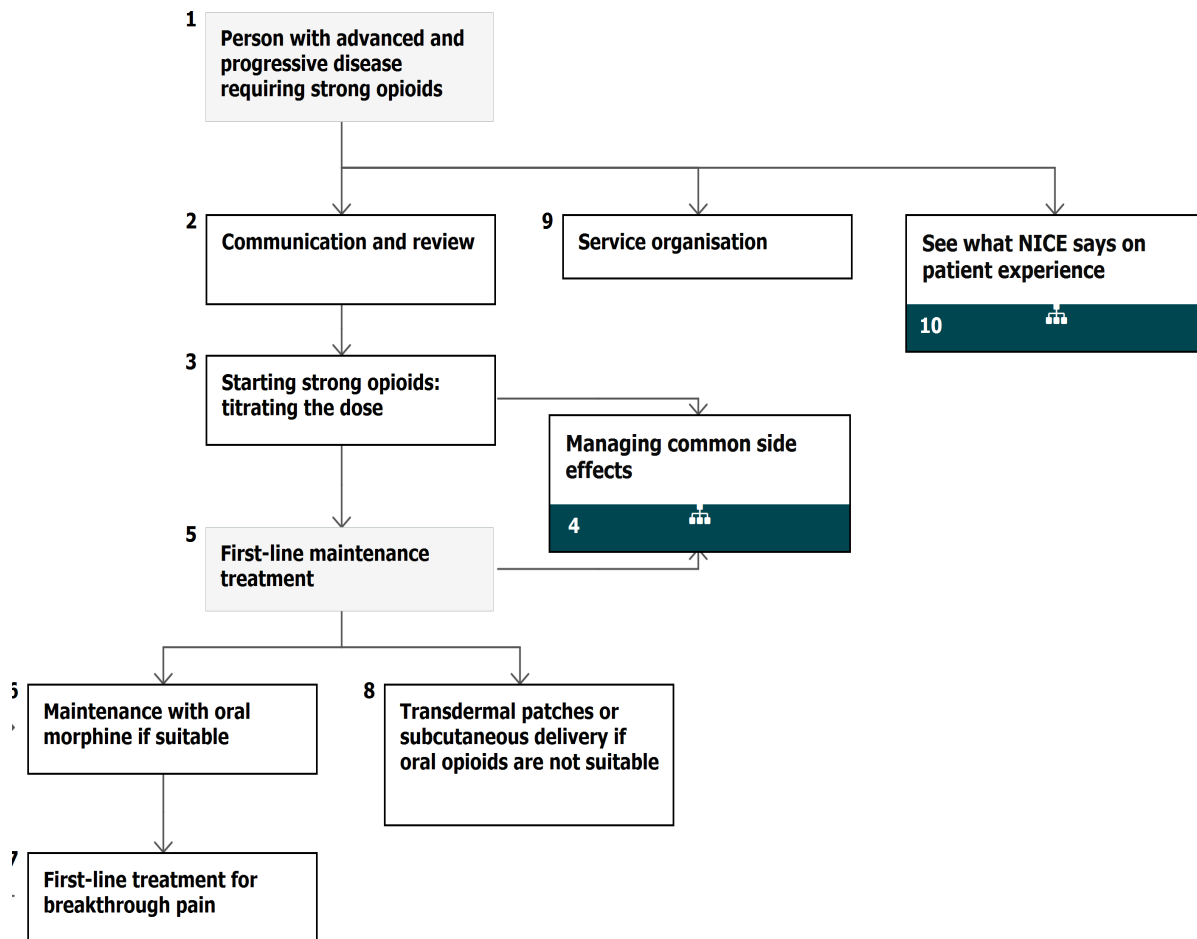 1
Person with advanced and
progressive disease
requiring strong opioids
2
Communication and review
9
Service organisation
See what NICE says on
patient experience
10
3
Starting strong opioids:
titrating the dose
Managing common side
effects
4
5
First-line maintenance
treatment
6
Maintenance with oral
morphine if suitable
8
Transdermal patches or
subcutaneous delivery if
oral opioids are not suitable
7
First-line treatment for
breakthrough pain